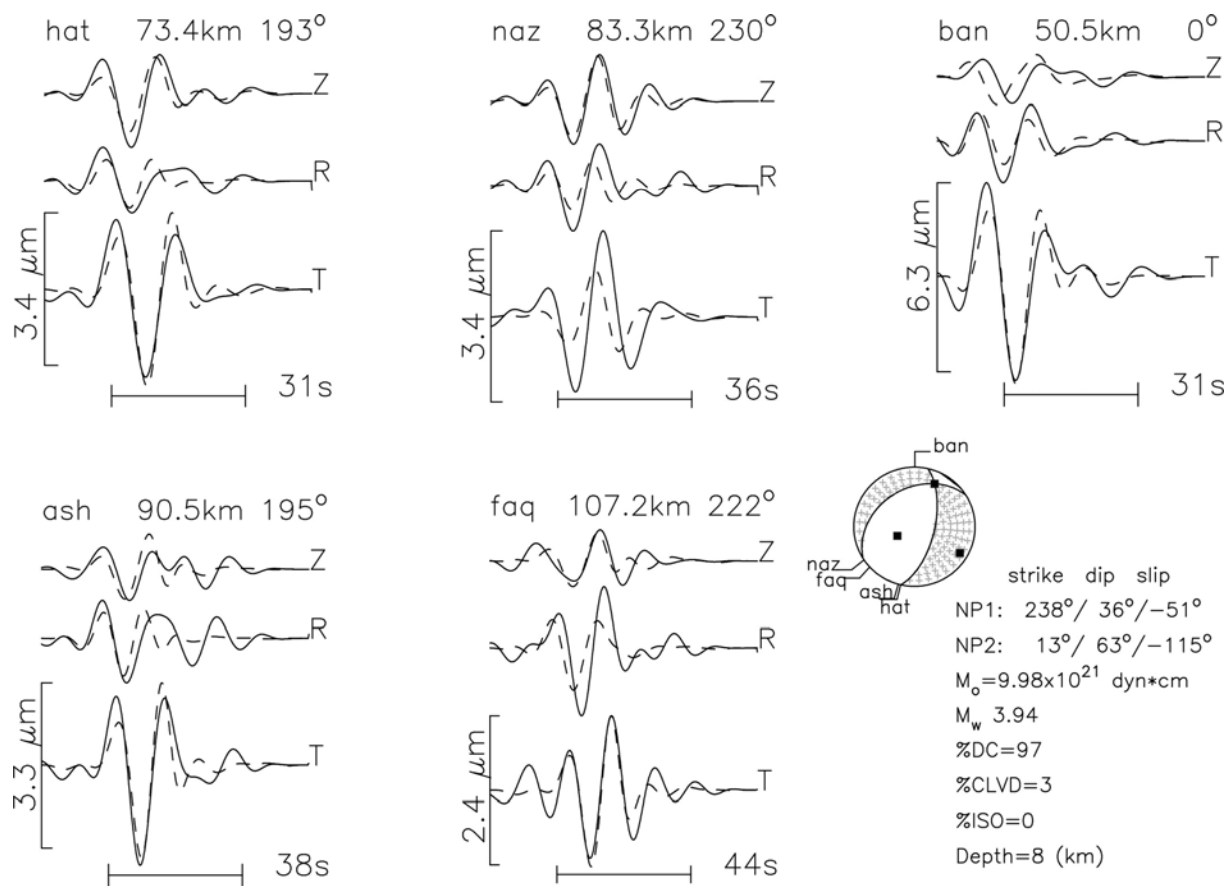 hat 73.4km 193°
Z
R
T
3.4 μm
31s
naz 83.3km 230°
Z
R
T
3.4 μm
36s
ban 50.5km 0°
Z
R
T
6.3 μm
31s
ash 90.5km 195°
Z
R
T
3.3 μm
38s
faq 107.2km 222°
Z
R
T
2.4 μm
44s
ban
naz
faq
ash
hat
strike dip slip
NP1: 238°/ 36°/−51°
NP2: 13°/ 63°/−115°
Mo=9.98x10²¹ dyn*cm
Mw 3.94
%DC=97
%CLVD=3
%ISO=0
Depth=8 (km)